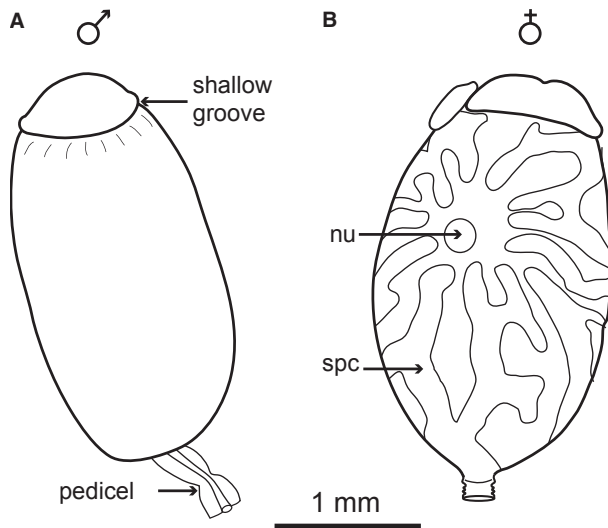 A ♂
B ♀
shallow
groove
nu
spc
pedicel
1 mm